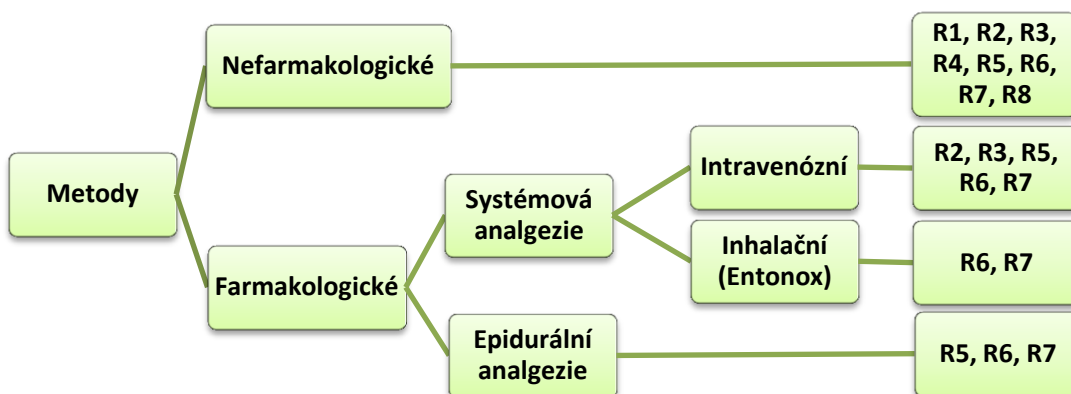 Metody
Nefarmakologické
R1, R2, R3,
R4, R5, R6,
R7, R8
Farmakologické
Systémová
analgezie
Intravenózní
R2, R3, R5,
R6, R7
Inhalační
(Entonox)
R6, R7
Epidurální
analgezie
R5, R6, R7